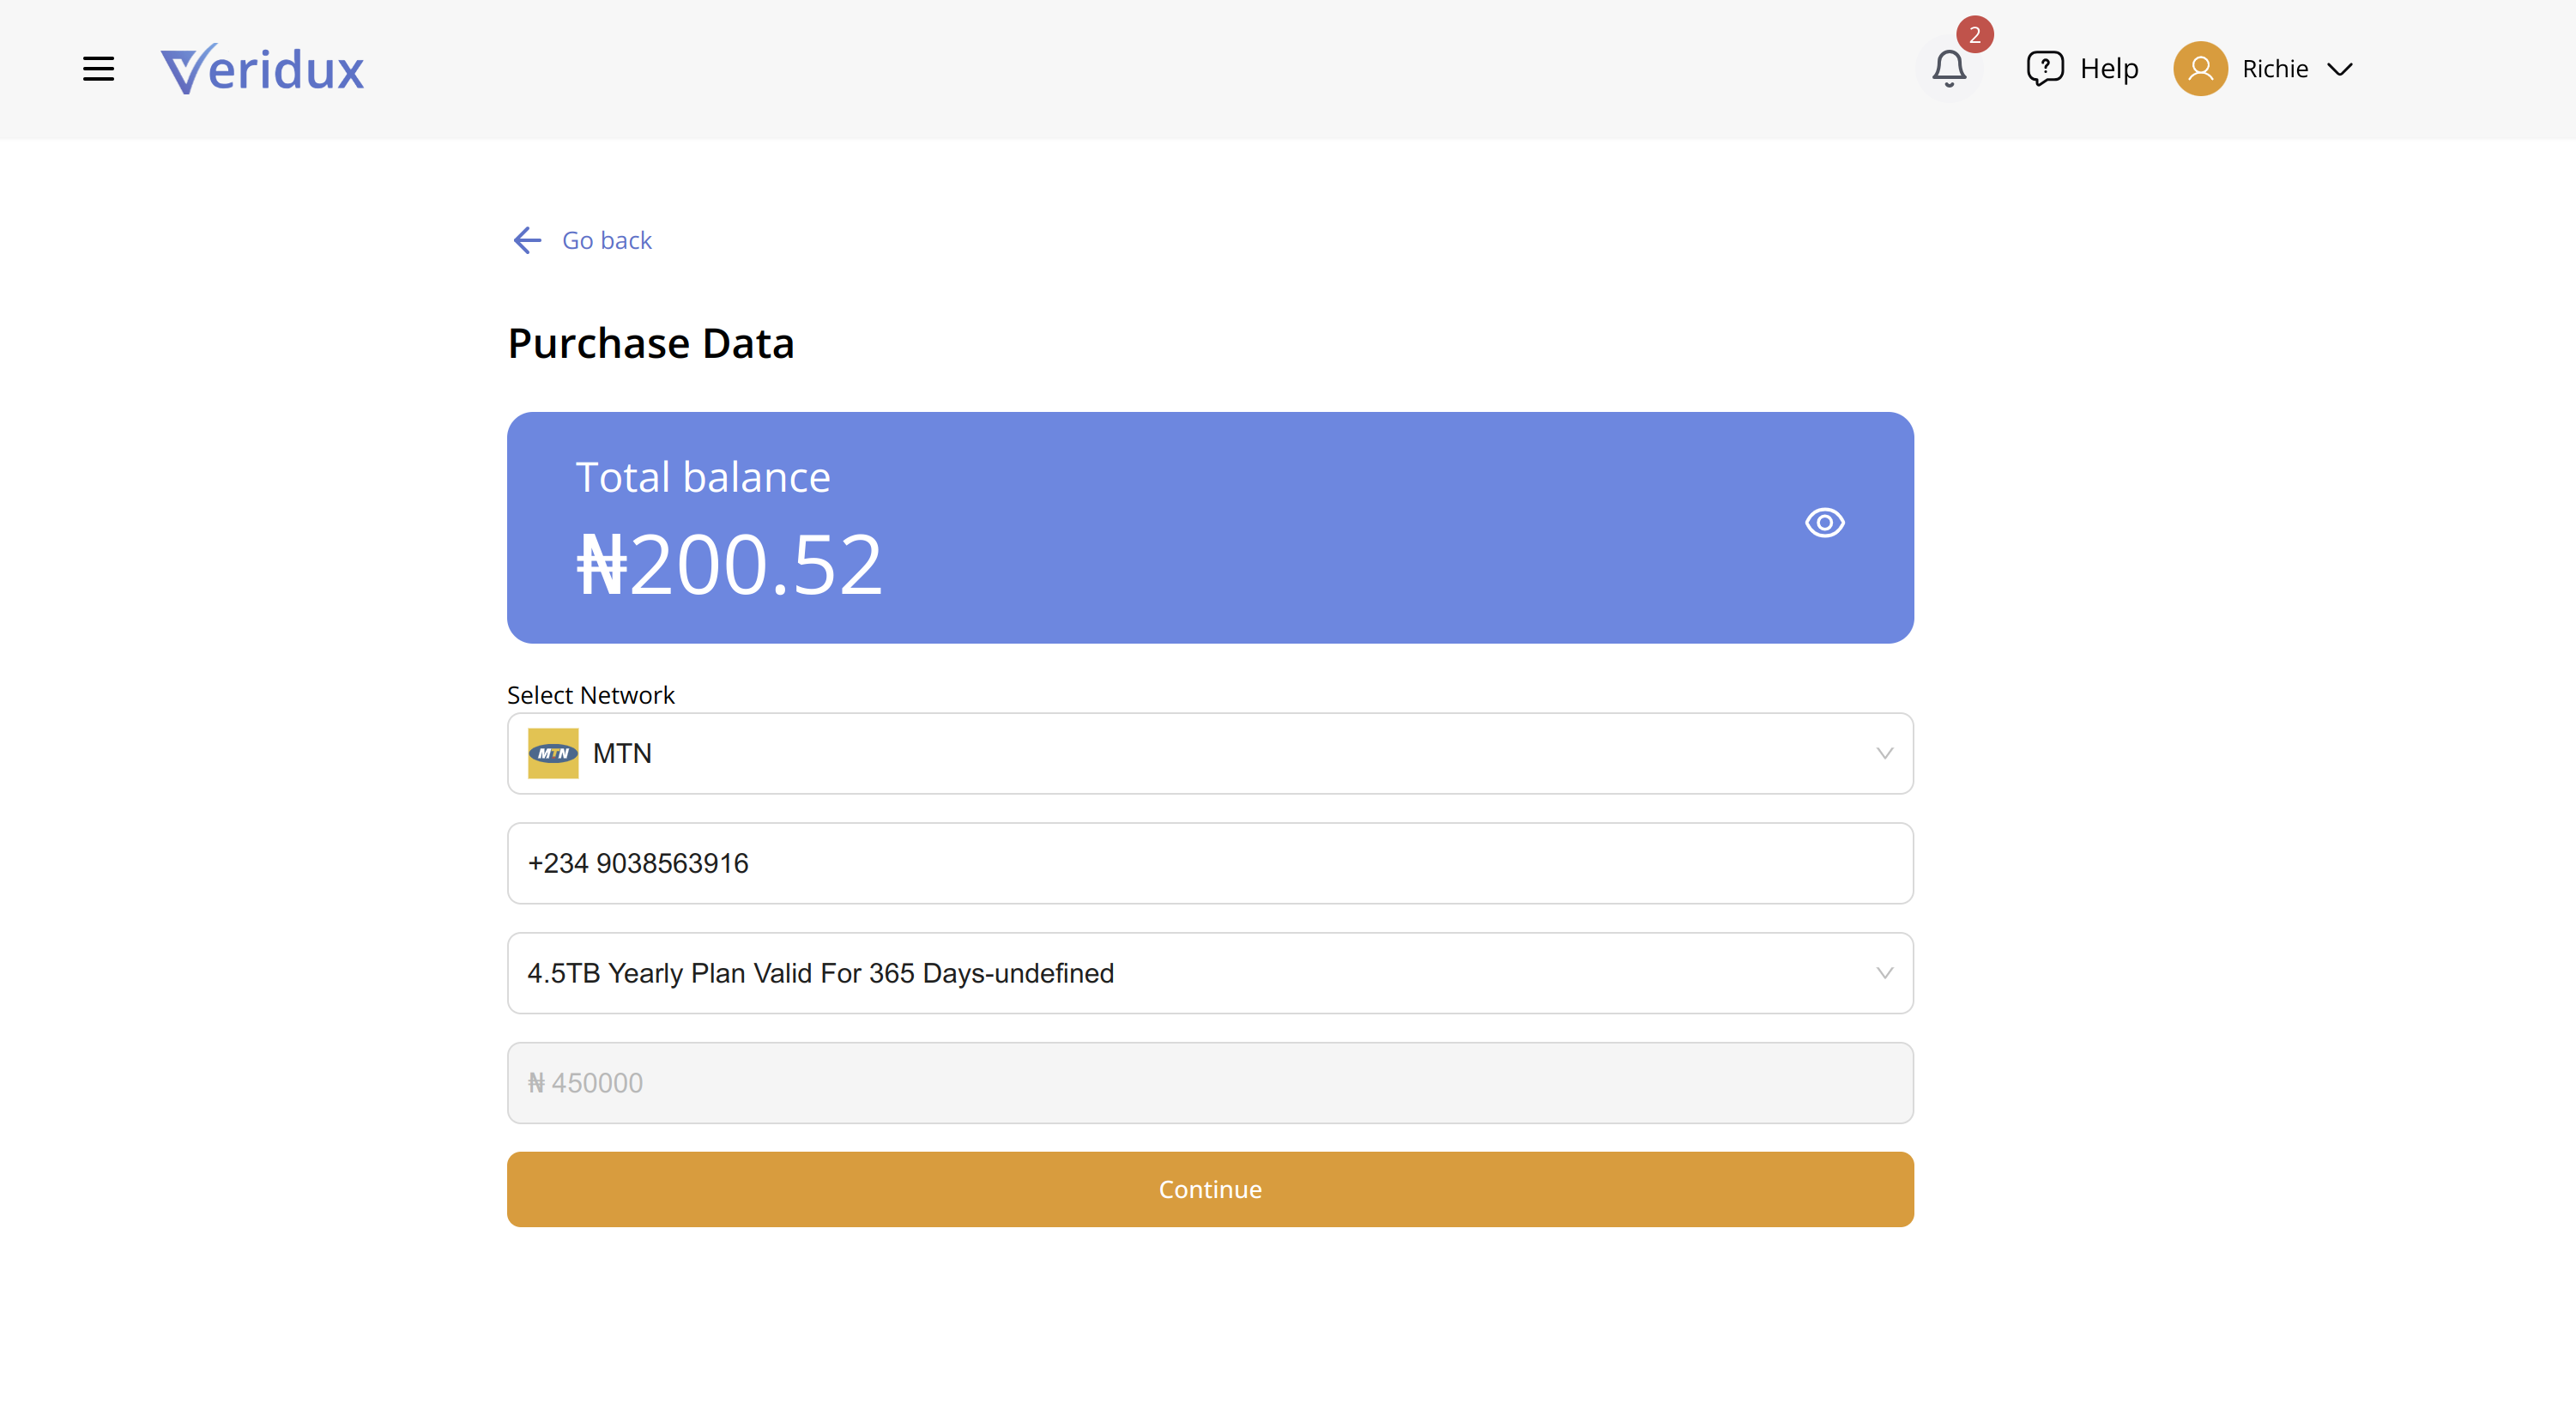 Veridux
2
Help
Richie
Go back
Purchase Data
Total balance
₦200.52
Select Network
MTN MTN
+234 9038563916
4.5TB Yearly Plan Valid For 365 Days-undefined
₦ 450000
Continue